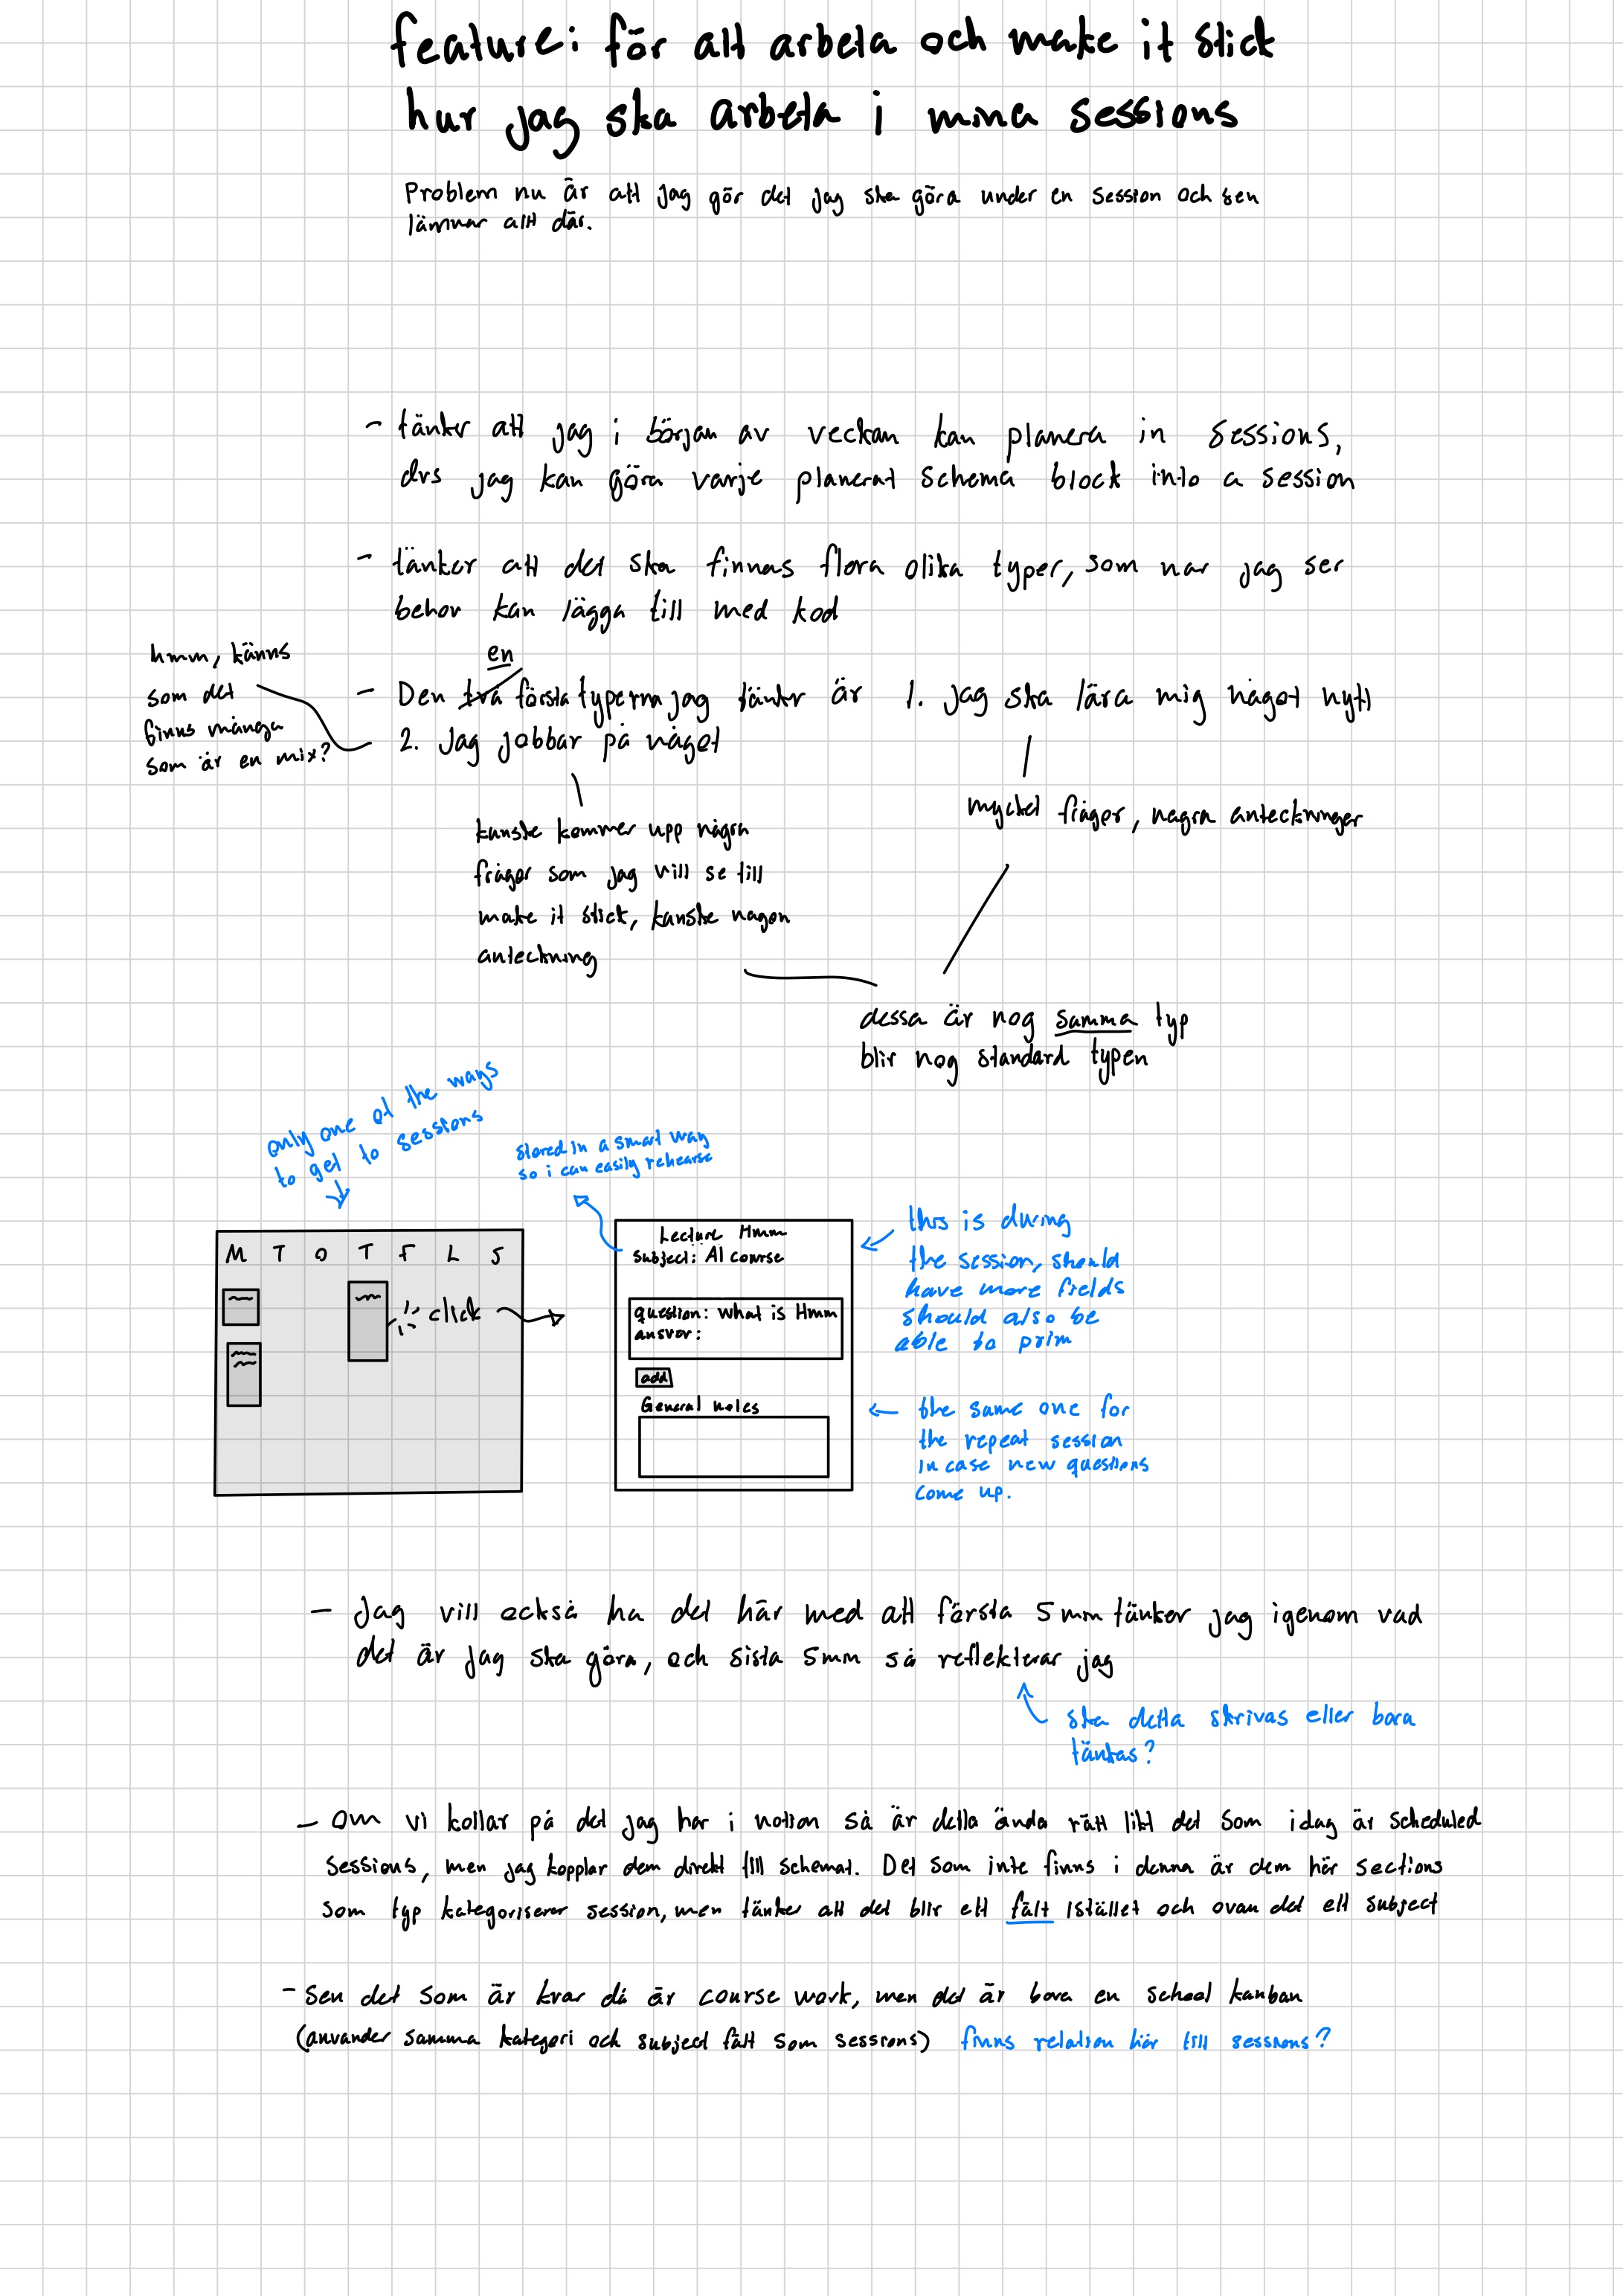 feature: för att arbeta och make it stick
hur jag ska arbeta i mina sessions
Problem nu är att jag gör det jag ska göra under en session och sen
lämnar allt där.
- tänker att jag i början av veckan kan planera in sessions,
dvs jag kan göra varje planerat schema block into a session
- tänker att det ska finnas flera olika typer, som när jag ser
behov kan lägga till med kod
hmm, känns
som det
finns många
som är en mix?
en
- Den två första typerna jag tänker är 1. jag ska lära mig något nytt
2. Jag jobbar på något
mycket frågor, några anteckningar
kanske kommer upp några
frågor som jag vill se till
make it stick, kanske någon
anteckning
dessa är nog samma typ
blir nog standard typen
only one of the ways
to get to sessions
stored in a smart way
so i can easily rehearse
M T O T F L S
click
Lecture Hmm
Subject: AI course
question: What is Hmm
answer:
add
General notes
this is during
the session, should
have more fields
should also be
able to prim
the same one for
the repeat session
in case new questions
come up.
- Jag vill också ha det här med att första 5 min tänker jag igenom vad
det är jag ska göra, och sista 5min så reflekterar jag
ska detta skrivas eller bara
tänkas?
- Om vi kollar på det jag har i notion så är detta ändå rätt likt det som idag är scheduled
sessions, men jag kopplar dem direkt till schemat. Det som inte finns i denna är dem här sections
som typ kategoriserar session, men tänker att det blir ett fält istället och ovan det ett subject
- Sen det som är kvar då är course work, men det är bara en school kanban
(använder samma kategori och subject fält som sessions) finns relation här till sessions?